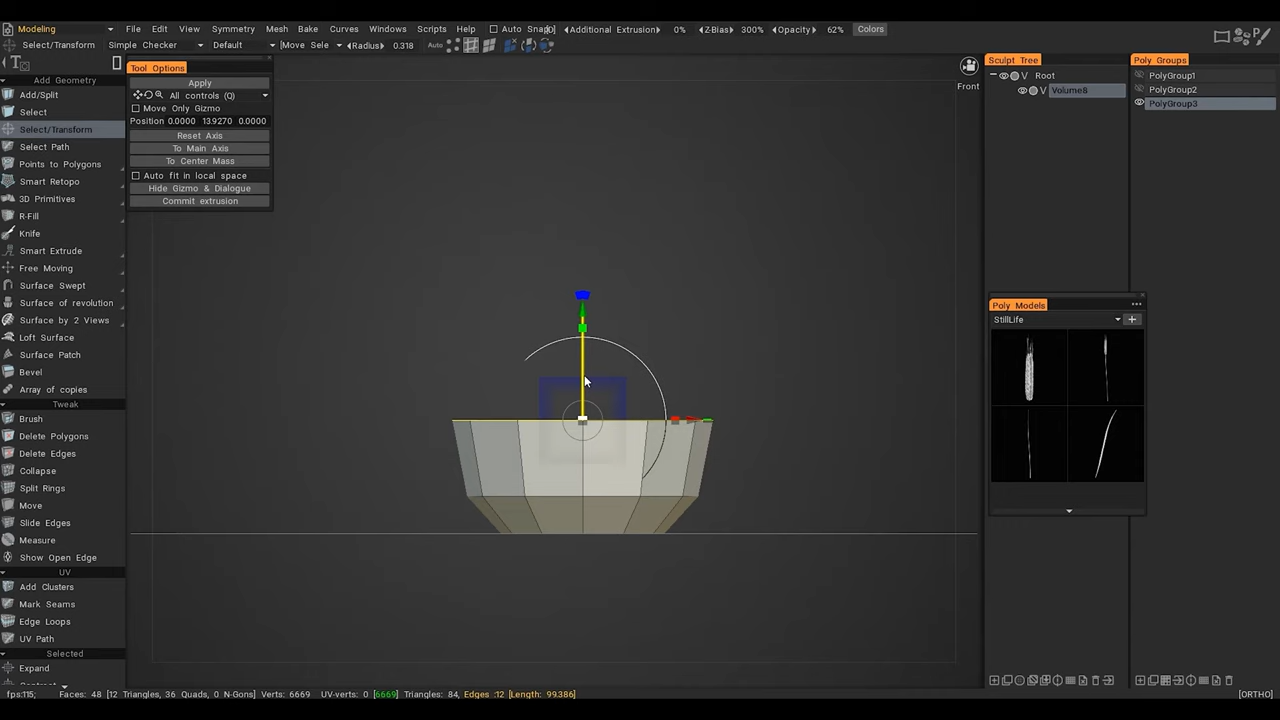 Modeling File Edit View Symmetry Mesh Bake Curves Windows Scripts Help Auto Snap[0] Additional Extrusion 0% Z-Bias 300% Opacity 62% Colors
Select/Transform Simple Checker Default Move Sele Radius 0.318 Auto
Tool Options
Apply
All controls (Q)
Move Only Gizmo
Position 0.0000 13.9270 0.0000
Reset Axis
To Main Axis
To Center Mass
Auto fit in local space
Hide Gizmo & Dialogue
Commit extrusion
Add Geometry
Add/Split
Select
Select/Transform
Select Path
Points to Polygons
Smart Retopo
3D Primitives
R-Fill
Knife
Smart Extrude
Free Moving
Surface Swept
Surface of revolution
Surface by 2 Views
Loft Surface
Surface Patch
Bevel
Array of copies
Tweak
Brush
Delete Polygons
Delete Edges
Collapse
Split Rings
Move
Slide Edges
Measure
Show Open Edge
UV
Add Clusters
Mark Seams
Edge Loops
UV Path
Selected
Expand
Front
Sculpt Tree
V Root
V Volume8
Poly Groups
PolyGroup1
PolyGroup2
PolyGroup3
Poly Models
StillLife
fps:115; Faces: 48 [12 Triangles, 36 Quads, 0 N-Gons] Verts: 6669 UV-verts: 0 [6669] Triangles: 84, Edges :12 [Length: 99.386] [ORTHO]